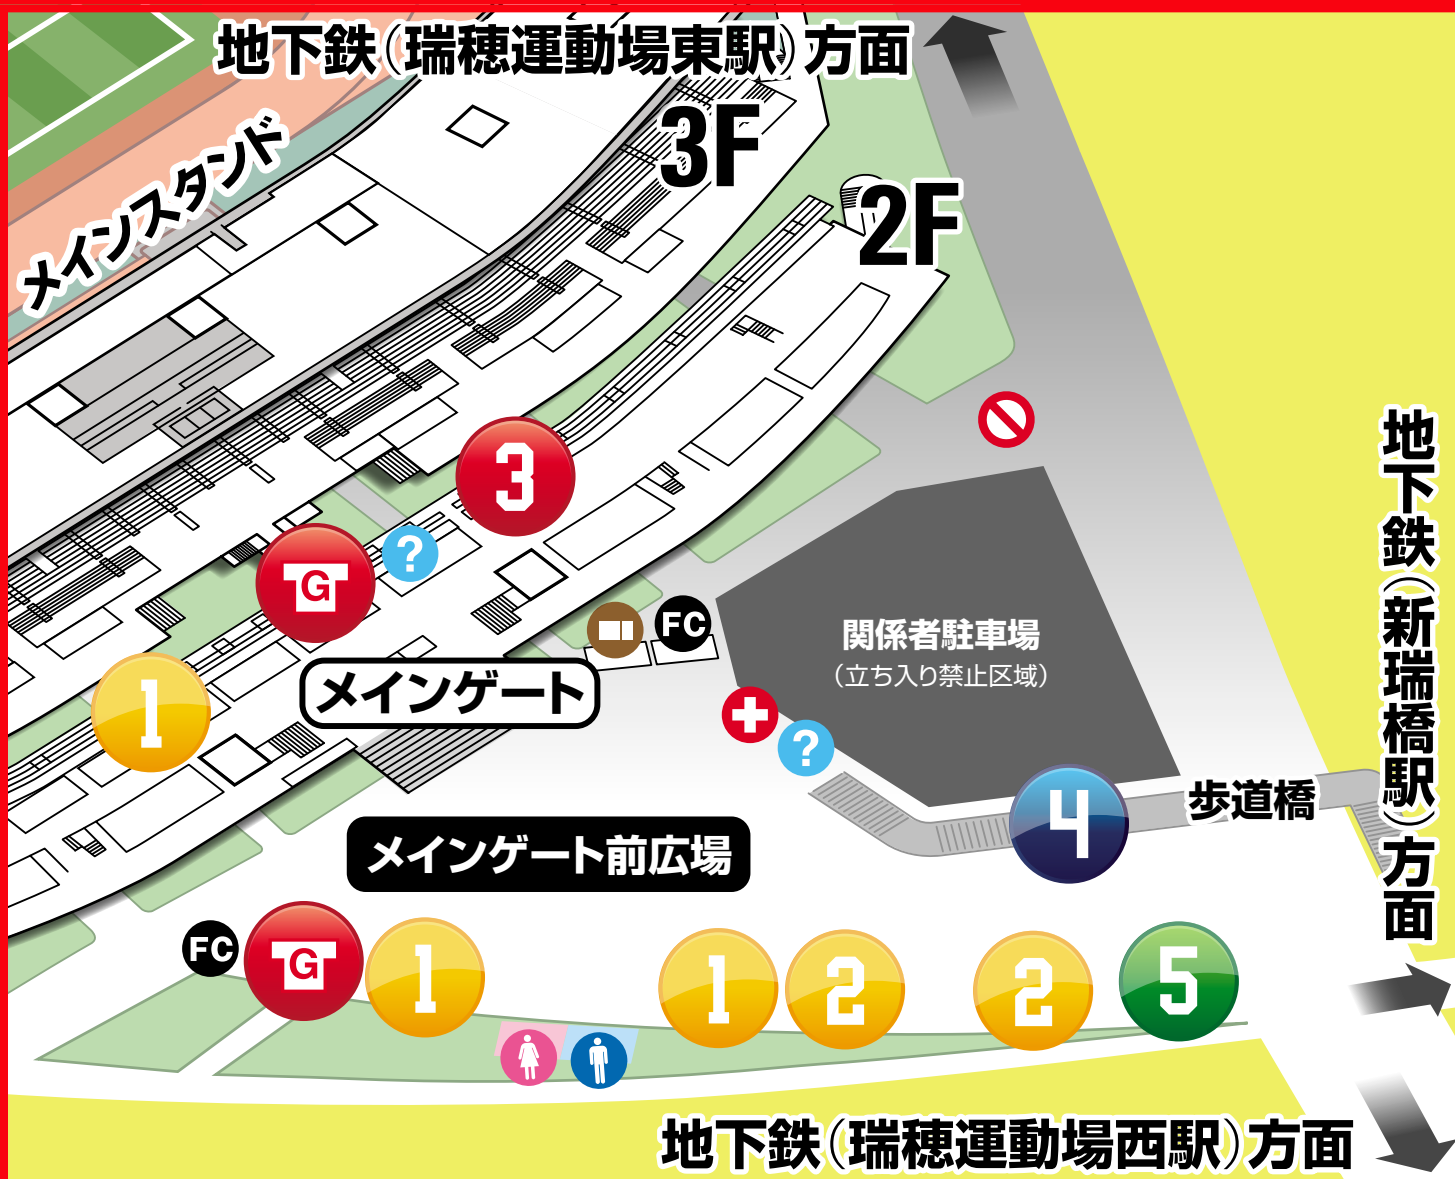 地下鉄（瑞穂運動場東駅）方面
3F
メインスタンド
2F
地下鉄（新瑞橋駅）方面
3
?
G
FC
関係者駐車場
（立ち入り禁止区域）
1
メインゲート
?
4
歩道橋
メインゲート前広場
FC
G
1
1
2
2
5
地下鉄（瑞穂運動場西駅）方面